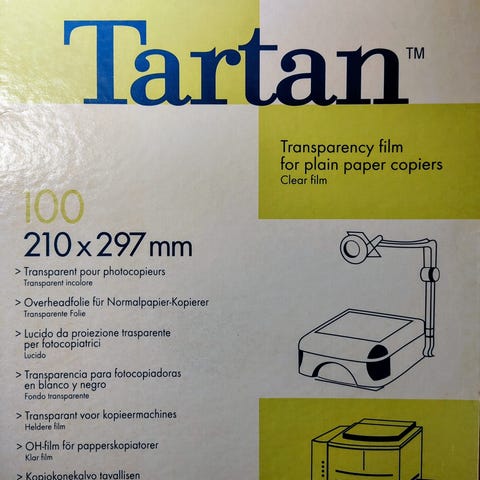 Tartan™
Transparency film
for plain paper copiers
Clear film
100
210 x 297 mm
> Transparent pour photocopieurs
Transparent incolore
> Overheadfolie für Normalpapier-Kopierer
Transparente Folie
> Lucido da proiezione trasparente
per fotocopiatrici
Lucido
> Transparencia para fotocopiadoras
en blanco y negro
Fondo transparente
> Transparant voor kopieermachines
Heldere film
> OH-film för papperskopiatorer
Klar film
> Kopiokonekalvo tavallisen